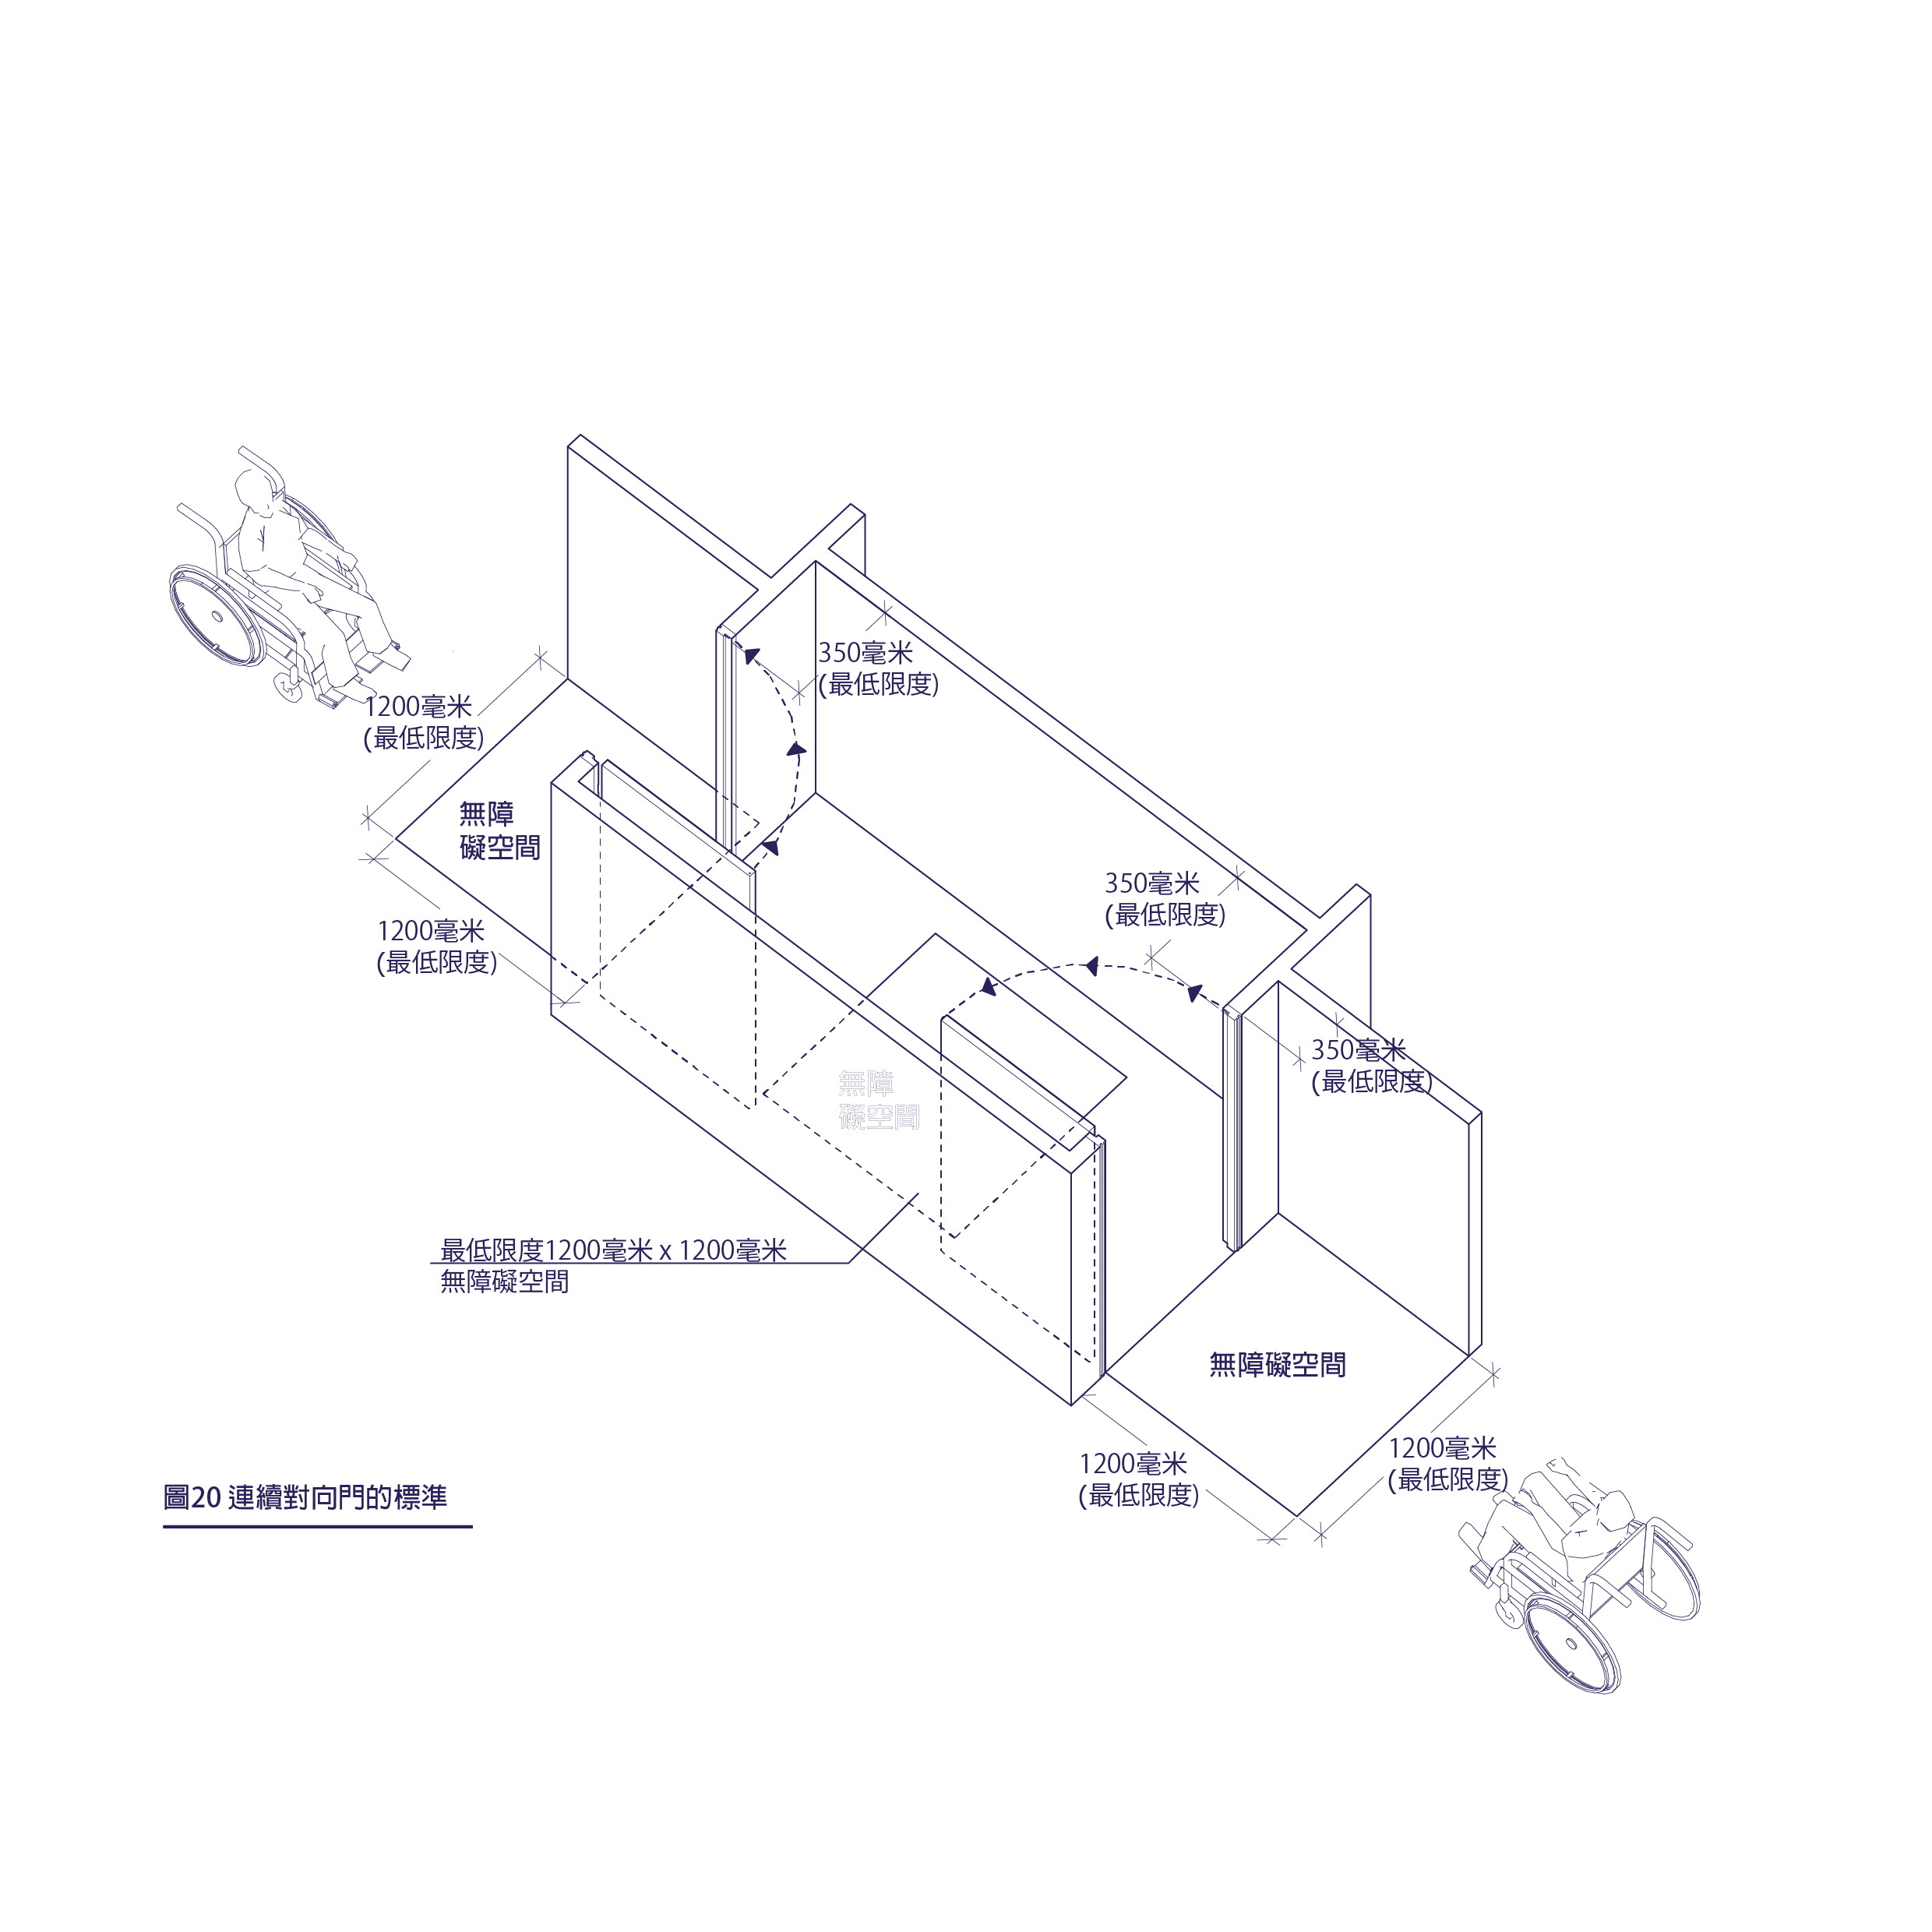 350毫米
(最低限度)
1200毫米
(最低限度)
無障
礙空間
350毫米
(最低限度)
1200毫米
(最低限度)
350毫米
(最低限度)
無障
礙空間
最低限度1200毫米 x 1200毫米
無障礙空間
無障礙空間
1200毫米
(最低限度)
1200毫米
(最低限度)
圖20 連續對向門的標準